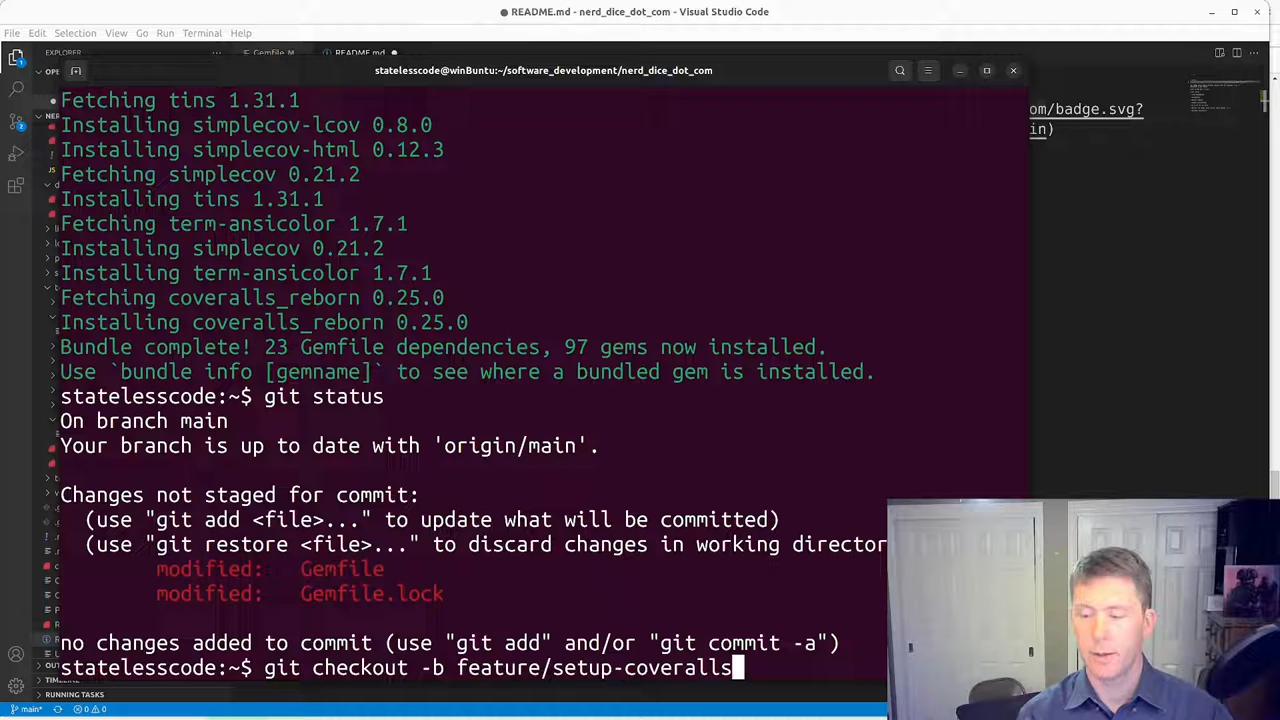 README.md - nerd_dice_dot_com - Visual Studio Code
File Edit Selection View Go Run Terminal Help
EXPLORER
Gemfile M
README.md
statelesscode@winBuntu:~/software_development/nerd_dice_dot_com
Fetching tins 1.31.1
om/badge.svg?
Installing simplecov-lcov 0.8.0
in)
Installing simplecov-html 0.12.3
Fetching simplecov 0.21.2
Installing tins 1.31.1
Fetching term-ansicolor 1.7.1
Installing simplecov 0.21.2
Installing term-ansicolor 1.7.1
Fetching coveralls_reborn 0.25.0
Installing coveralls_reborn 0.25.0
Bundle complete! 23 Gemfile dependencies, 97 gems now installed.
Use `bundle info [gemname]` to see where a bundled gem is installed.
statelesscode:~$ git status
On branch main
Your branch is up to date with 'origin/main'.
Changes not staged for commit:
(use "git add <file>..." to update what will be committed)
(use "git restore <file>..." to discard changes in working director
modified: Gemfile
modified: Gemfile.lock
no changes added to commit (use "git add" and/or "git commit -a")
statelesscode:~$ git checkout -b feature/setup-coveralls
RUNNING TASKS
main*
0 0